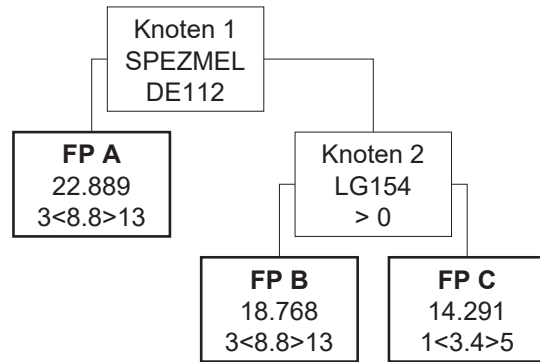 Knoten 1
SPEZMEL
DE112
FP A
22.889
3<8.8>13
Knoten 2
LG154
> 0
FP B
18.768
3<8.8>13
FP C
14.291
1<3.4>5